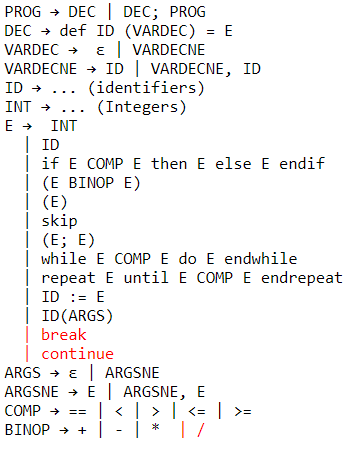 PROG → DEC | DEC; PROG
DEC → def ID (VARDEC) = E
VARDEC → ε | VARDECNE
VARDECNE → ID | VARDECNE, ID
ID → ... (identifiers)
INT → ... (Integers)
E → INT
| ID
| if E COMP E then E else E endif
| (E BINOP E)
| (E)
| skip
| (E; E)
| while E COMP E do E endwhile
| repeat E until E COMP E endrepeat
| ID := E
| ID(ARGS)
| break
| continue
ARGS → ε | ARGSNE
ARGSNE → E | ARGSNE, E
COMP → == | < | > | <= | >=
BINOP → + | - | * | /